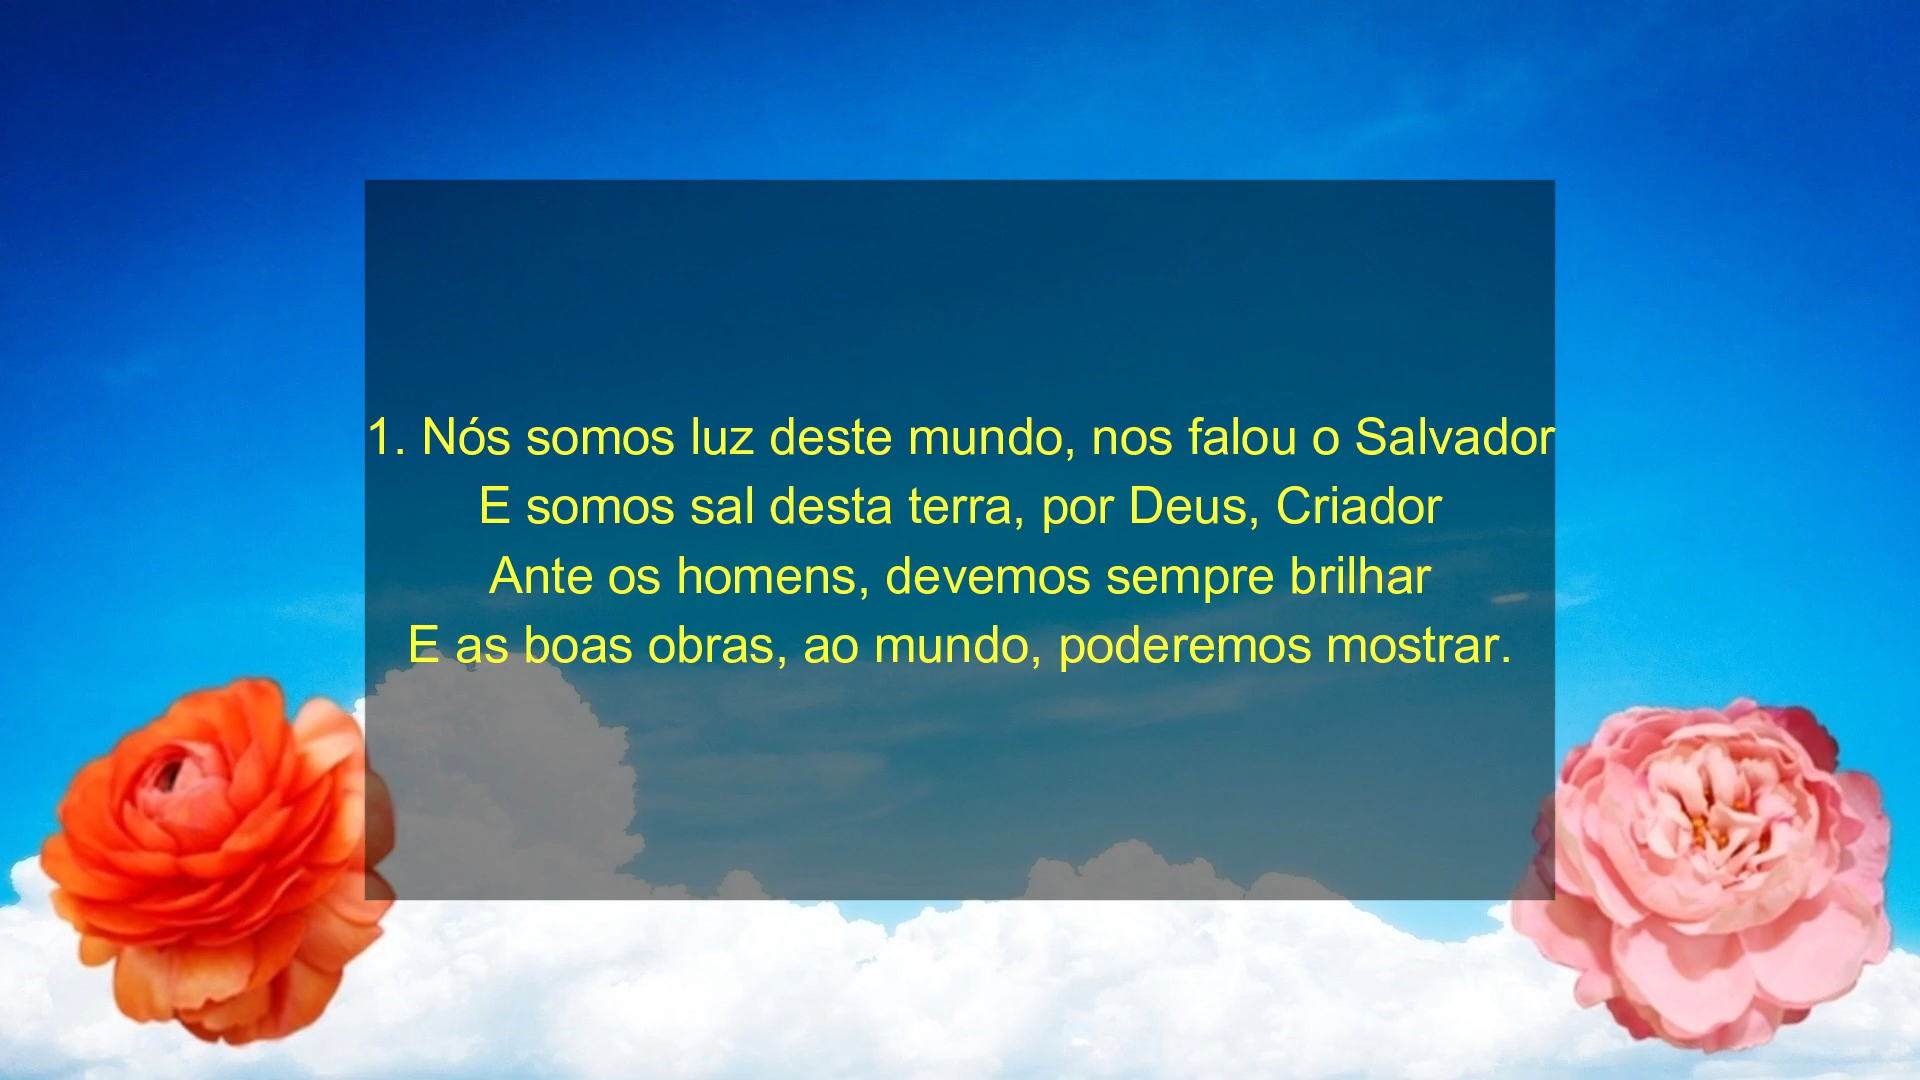 1. Nós somos luz deste mundo, nos falou o Salvador
E somos sal desta terra, por Deus, Criador
Ante os homens, devemos sempre brilhar
E as boas obras, ao mundo, poderemos mostrar.